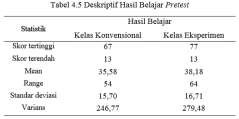 Tabel 4.5 Deskriptif Hasil Belajar Pretest
Statistik Hasil Belajar
Kelas Konvensional Kelas Eksperimen
Skor tertinggi 67 77
Skor terendah 13 13
Mean 35,58 38,18
Range 54 64
Standar deviasi 15,70 16,71
Varians 246,77 279,48